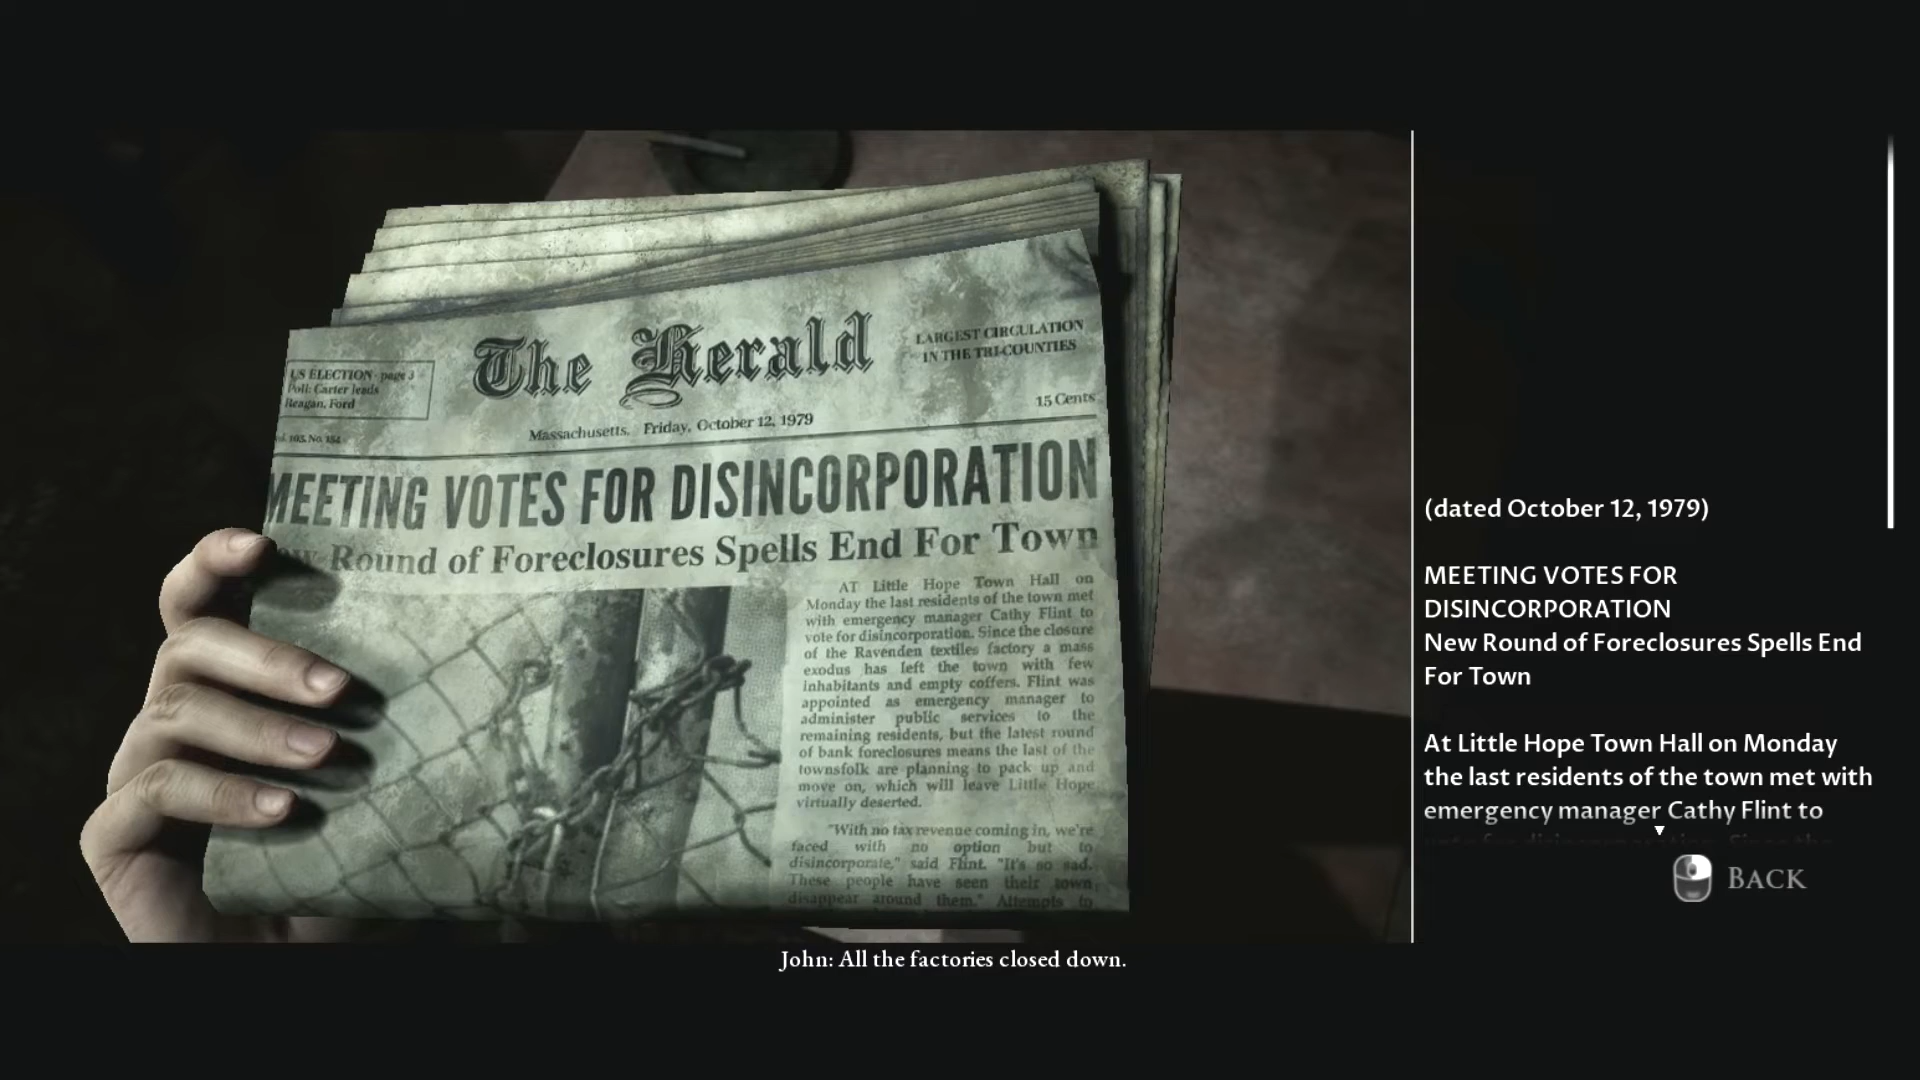 The Herald
LARGEST CIRCULATION
IN THE TRI-COUNTIES
US ELECTION - page 3
Poll: Carter leads
Reagan, Ford
15 Cents
Massachusetts, Friday, October 12, 1979
MEETING VOTES FOR DISINCORPORATION
Round of Foreclosures Spells End For Town
AT Little Hope Town Hall on
Monday the last residents of the town met
with emergency manager Cathy Flint to
vote for disincorporation. Since the closure
of the Ravenden textiles factory a mass
exodus has left the town with few
inhabitants and empty coffers. Flint was
appointed as emergency manager to
administer public services to the
remaining residents, but the latest round
of bank foreclosures means the last of the
townsfolk are planning to pack up and
move on, which will leave Little Hope
virtually deserted.
"With no tax revenue coming in, we're
faced with no option but to
disincorporate," said Flint. "It's so sad.
These people have seen their town
disappear around them." Attempts to
(dated October 12, 1979)
MEETING VOTES FOR
DISINCORPORATION
New Round of Foreclosures Spells End
For Town
At Little Hope Town Hall on Monday
the last residents of the town met with
emergency manager Cathy Flint to
vote for disincorporation. Since the
BACK
John: All the factories closed down.